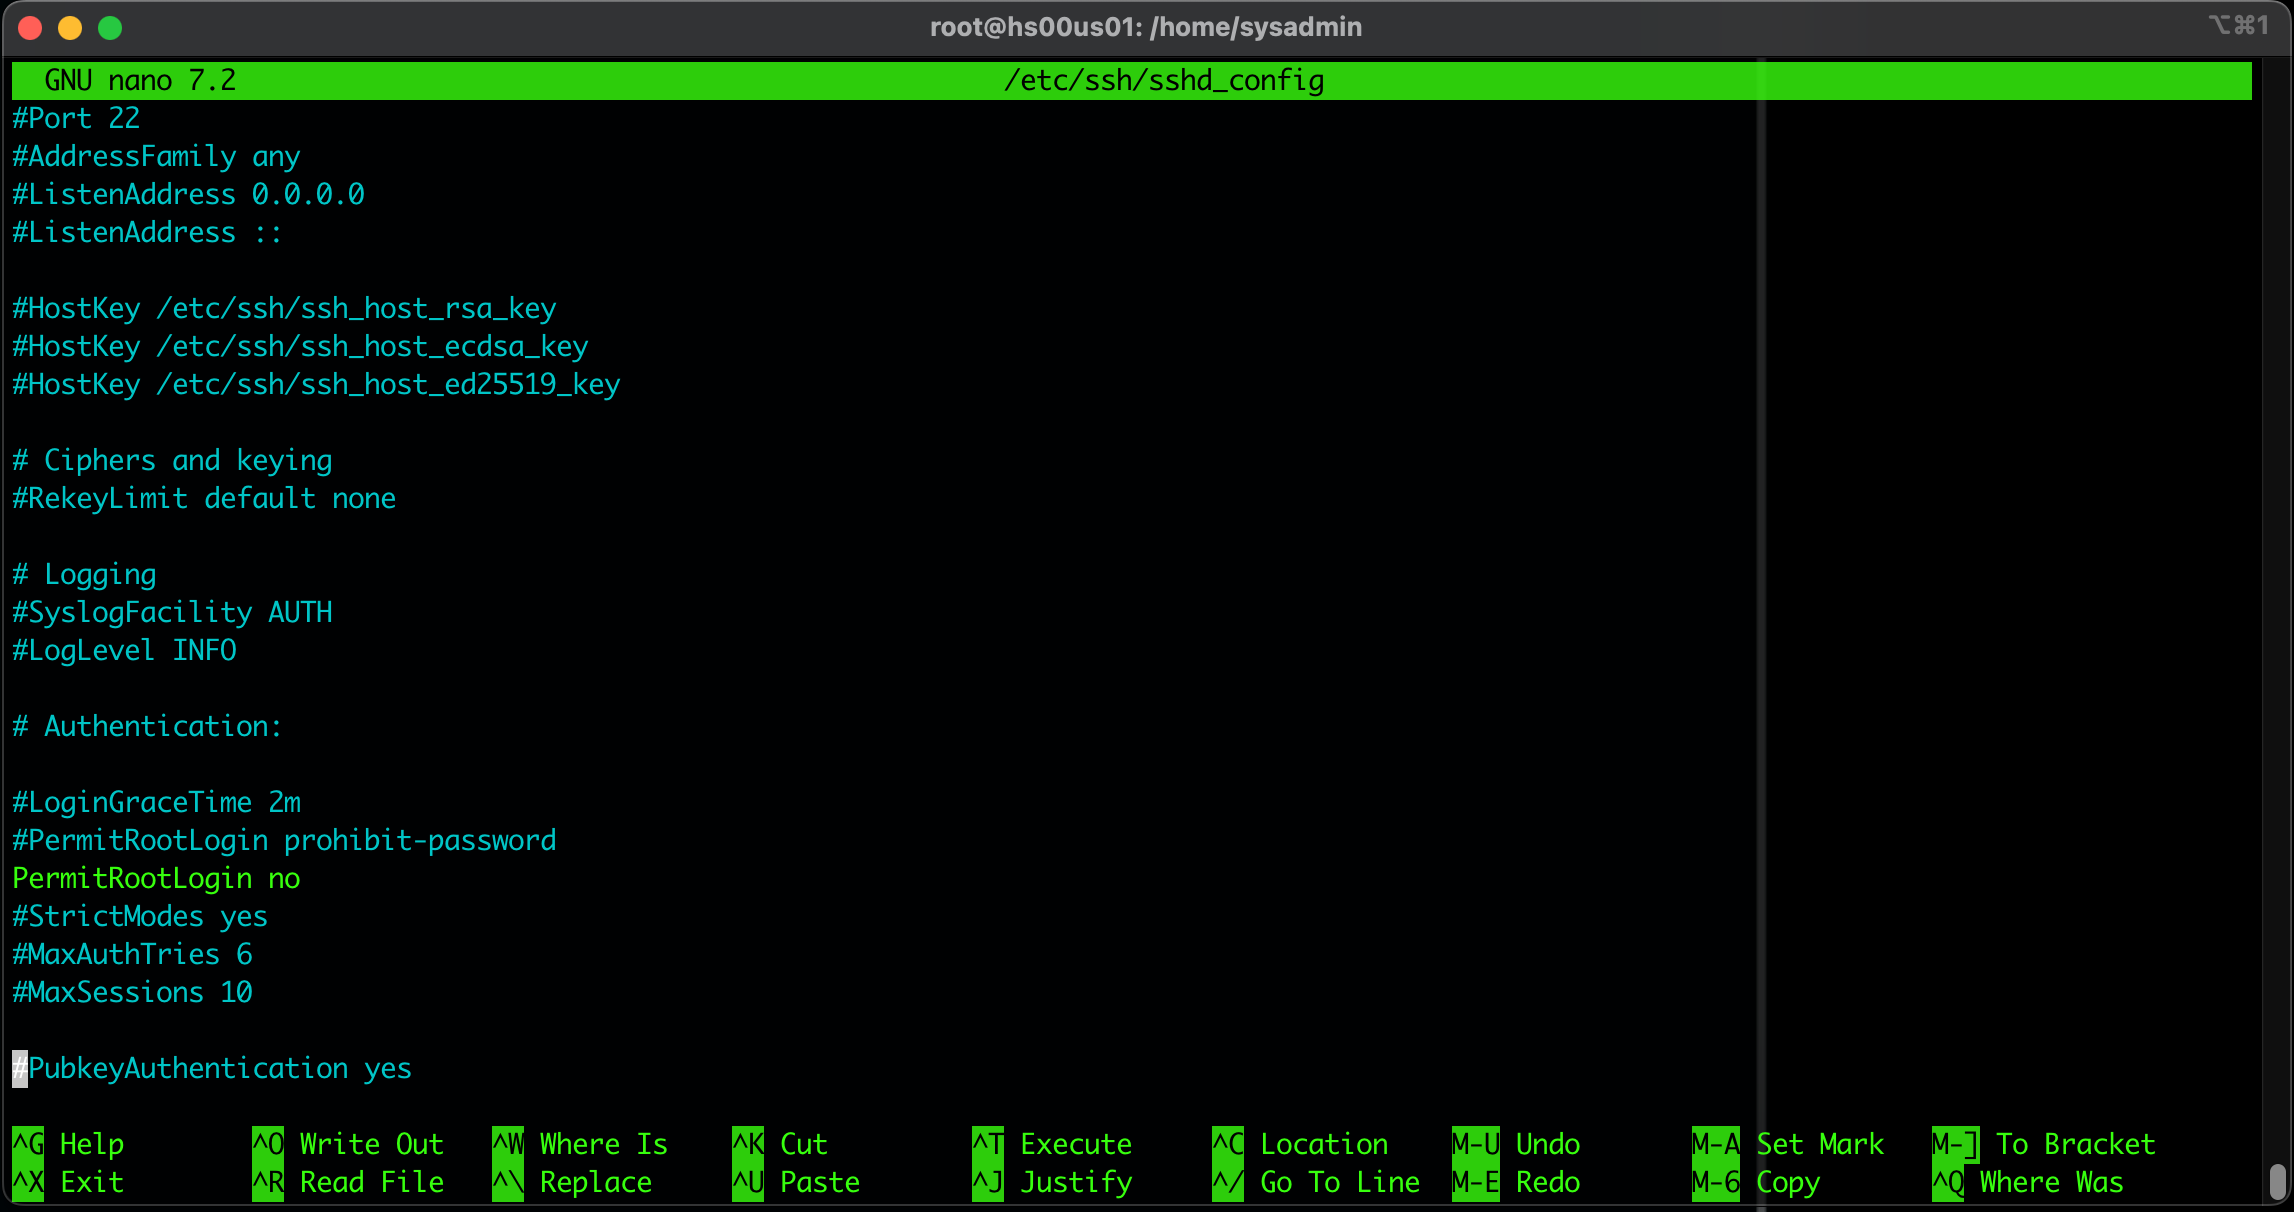 root@hs00us01: /home/sysadmin
⌥⌘1
GNU nano 7.2 /etc/ssh/sshd_config
#Port 22
#AddressFamily any
#ListenAddress 0.0.0.0
#ListenAddress ::
#HostKey /etc/ssh/ssh_host_rsa_key
#HostKey /etc/ssh/ssh_host_ecdsa_key
#HostKey /etc/ssh/ssh_host_ed25519_key
# Ciphers and keying
#RekeyLimit default none
# Logging
#SyslogFacility AUTH
#LogLevel INFO
# Authentication:
#LoginGraceTime 2m
#PermitRootLogin prohibit-password
PermitRootLogin no
#StrictModes yes
#MaxAuthTries 6
#MaxSessions 10
#PubkeyAuthentication yes
^G Help ^O Write Out ^W Where Is ^K Cut ^T Execute ^C Location M-U Undo M-A Set Mark M-] To Bracket
^X Exit ^R Read File ^\ Replace ^U Paste ^J Justify ^/ Go To Line M-E Redo M-6 Copy ^Q Where Was